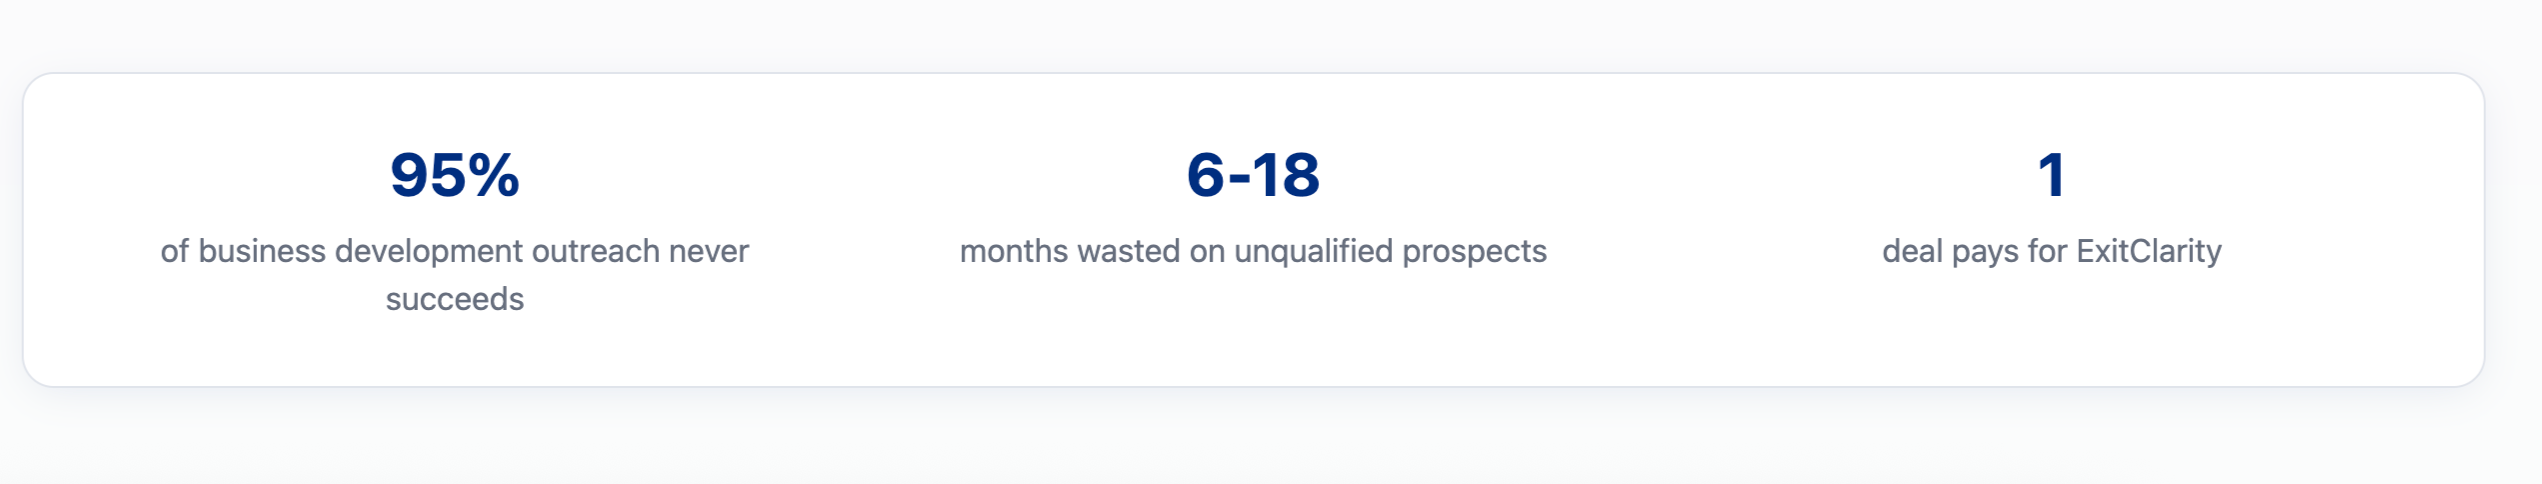 95%
of business development outreach never
succeeds
6-18
months wasted on unqualified prospects
1
deal pays for ExitClarity